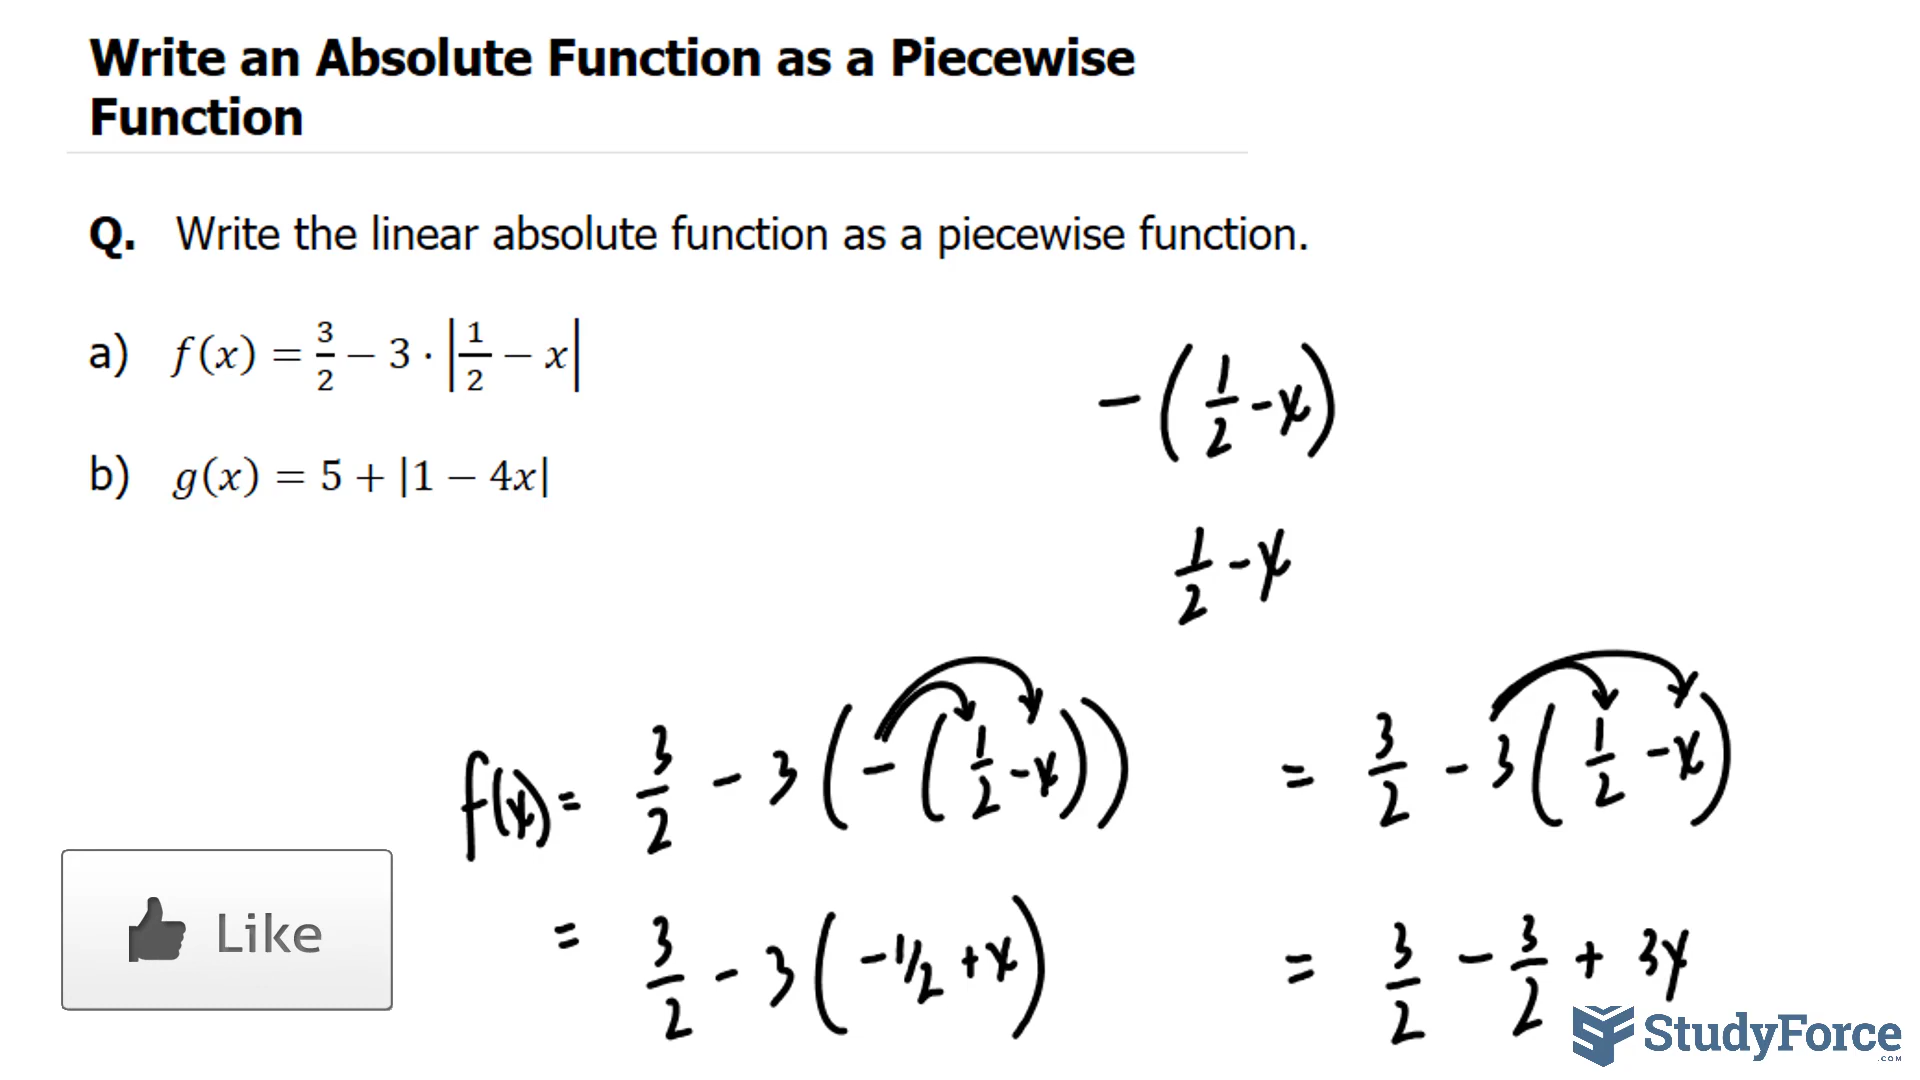 Write an Absolute Function as a Piecewise
Function
Q. Write the linear absolute function as a piecewise function.
a) f(x) = 3/2 − 3 · |1/2 − x|
b) g(x) = 5 + |1 − 4x|
−(1/2 − x)
1/2 − x
f(x) = 3/2 − 3(−(1/2 − x))
= 3/2 − 3(1/2 − x)
= 3/2 − 3(−1/2 + x)
= 3/2 − 3/2 + 3x
Like
StudyForce
.COM